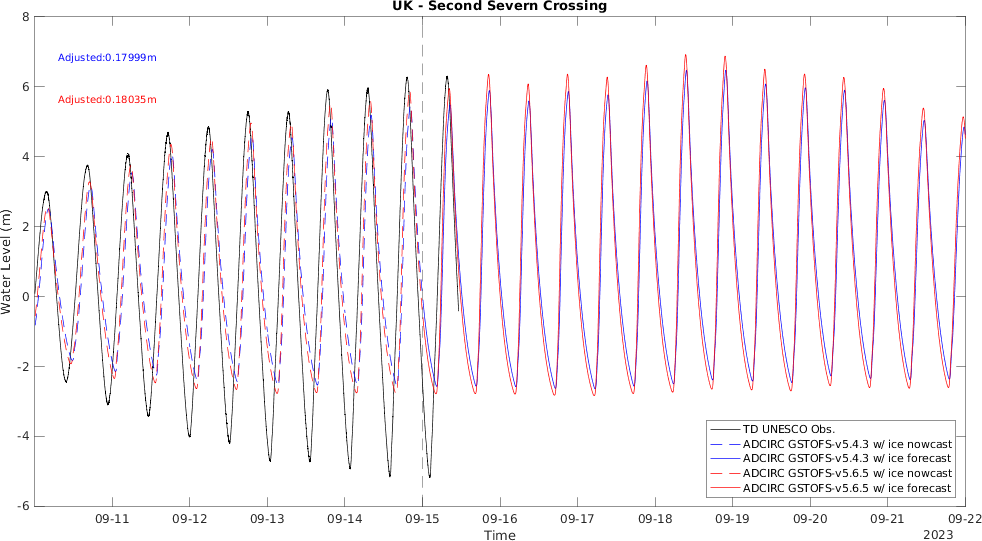 UK - Second Severn Crossing
8
6
4
2
0
-2
-4
-6
Water Level (m)
Adjusted:0.17999m
Adjusted:0.18035m
TD UNESCO Obs.
ADCIRC GSTOFS-v5.4.3 w/ ice nowcast
ADCIRC GSTOFS-v5.4.3 w/ ice forecast
ADCIRC GSTOFS-v5.6.5 w/ ice nowcast
ADCIRC GSTOFS-v5.6.5 w/ ice forecast
09-11 09-12 09-13 09-14 09-15 09-16 09-17 09-18 09-19 09-20 09-21 09-22
Time
2023